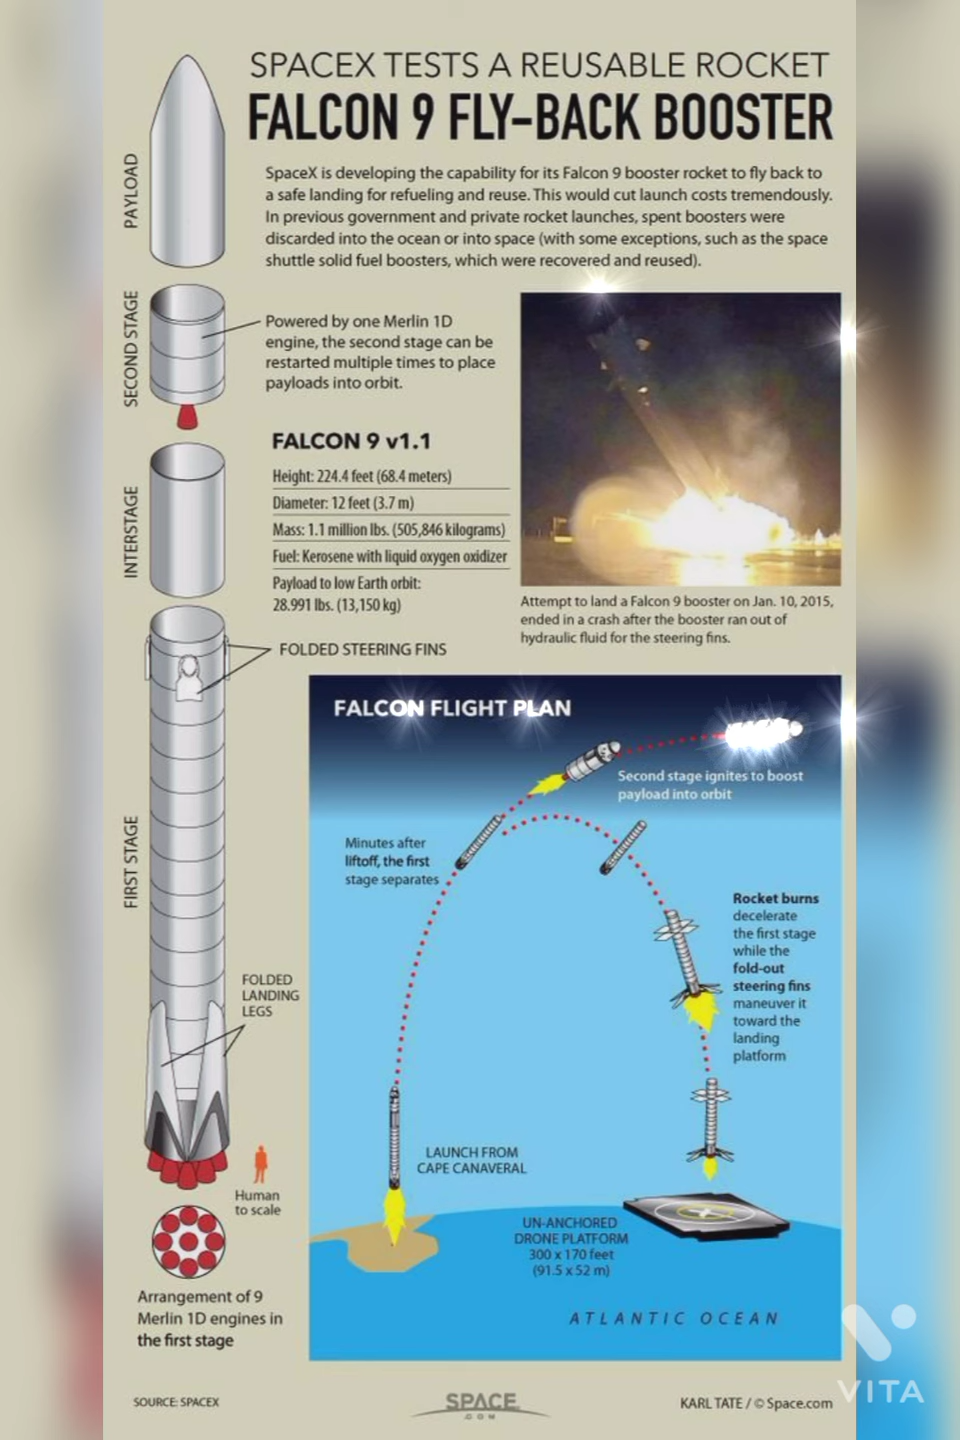 SPACEX TESTS A REUSABLE ROCKET
FALCON 9 FLY-BACK BOOSTER
SpaceX is developing the capability for its Falcon 9 booster rocket to fly back to
a safe landing for refueling and reuse. This would cut launch costs tremendously.
In previous government and private rocket launches, spent boosters were
discarded into the ocean or into space (with some exceptions, such as the space
shuttle solid fuel boosters, which were recovered and reused).
PAYLOAD
SECOND STAGE
Powered by one Merlin 1D
engine, the second stage can be
restarted multiple times to place
payloads into orbit.
INTERSTAGE
FALCON 9 v1.1
Height: 224.4 feet (68.4 meters)
Diameter: 12 feet (3.7 m)
Mass: 1.1 million lbs. (505,846 kilograms)
Fuel: Kerosene with liquid oxygen oxidizer
Payload to low Earth orbit:
28.991 lbs. (13,150 kg)
Attempt to land a Falcon 9 booster on Jan. 10, 2015,
ended in a crash after the booster ran out of
hydraulic fluid for the steering fins.
FOLDED STEERING FINS
FIRST STAGE
FOLDED
LANDING
LEGS
Human
to scale
Arrangement of 9
Merlin 1D engines in
the first stage
FALCON FLIGHT PLAN
Second stage ignites to boost
payload into orbit
Minutes after
liftoff, the first
stage separates
Rocket burns
decelerate
the first stage
while the
fold-out
steering fins
maneuver it
toward the
landing
platform
LAUNCH FROM
CAPE CANAVERAL
UN-ANCHORED
DRONE PLATFORM
300 x 170 feet
(91.5 x 52 m)
ATLANTIC OCEAN
SOURCE: SPACEX
SPACE
.COM
KARL TATE / © Space.com
VITA